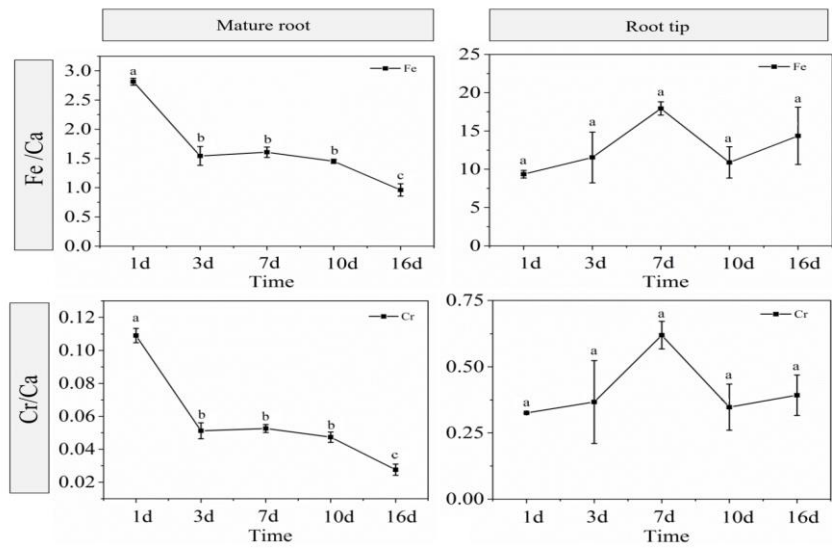 Mature root
Root tip
Fe /Ca
3.0
2.5
2.0
1.5
1.0
0.5
0.0
a
b
b
b
c
Fe
1d
3d
7d
10d
16d
Time
25
20
15
10
5
0
a
a
a
a
a
Fe
1d
3d
7d
10d
16d
Time
Cr/Ca
0.12
0.10
0.08
0.06
0.04
0.02
a
b
b
b
c
Cr
1d
3d
7d
10d
16d
Time
0.75
0.50
0.25
0.00
a
a
a
a
a
Cr
1d
3d
7d
10d
16d
Time